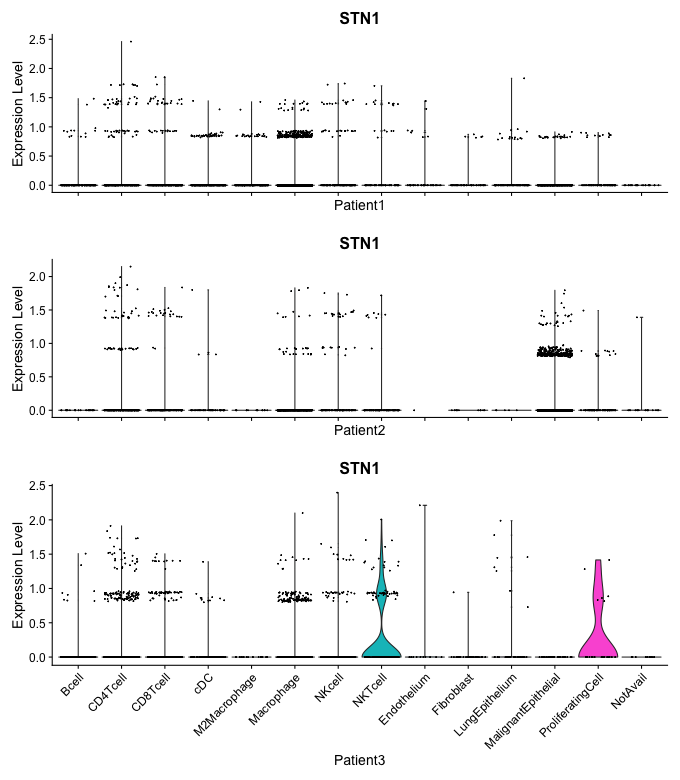 STN1
Expression Level
2.5
2.0
1.5
1.0
0.5
0.0
Patient1
STN1
Expression Level
2.0
1.5
1.0
0.5
0.0
Patient2
STN1
Expression Level
2.5
2.0
1.5
1.0
0.5
0.0
Bcell
CD4Tcell
CD8Tcell
cDC
M2Macrophage
Macrophage
NKcell
NKTcell
Endothelium
Fibroblast
LungEpithelium
MalignantEpithelial
ProliferatingCell
NotAvail
Patient3